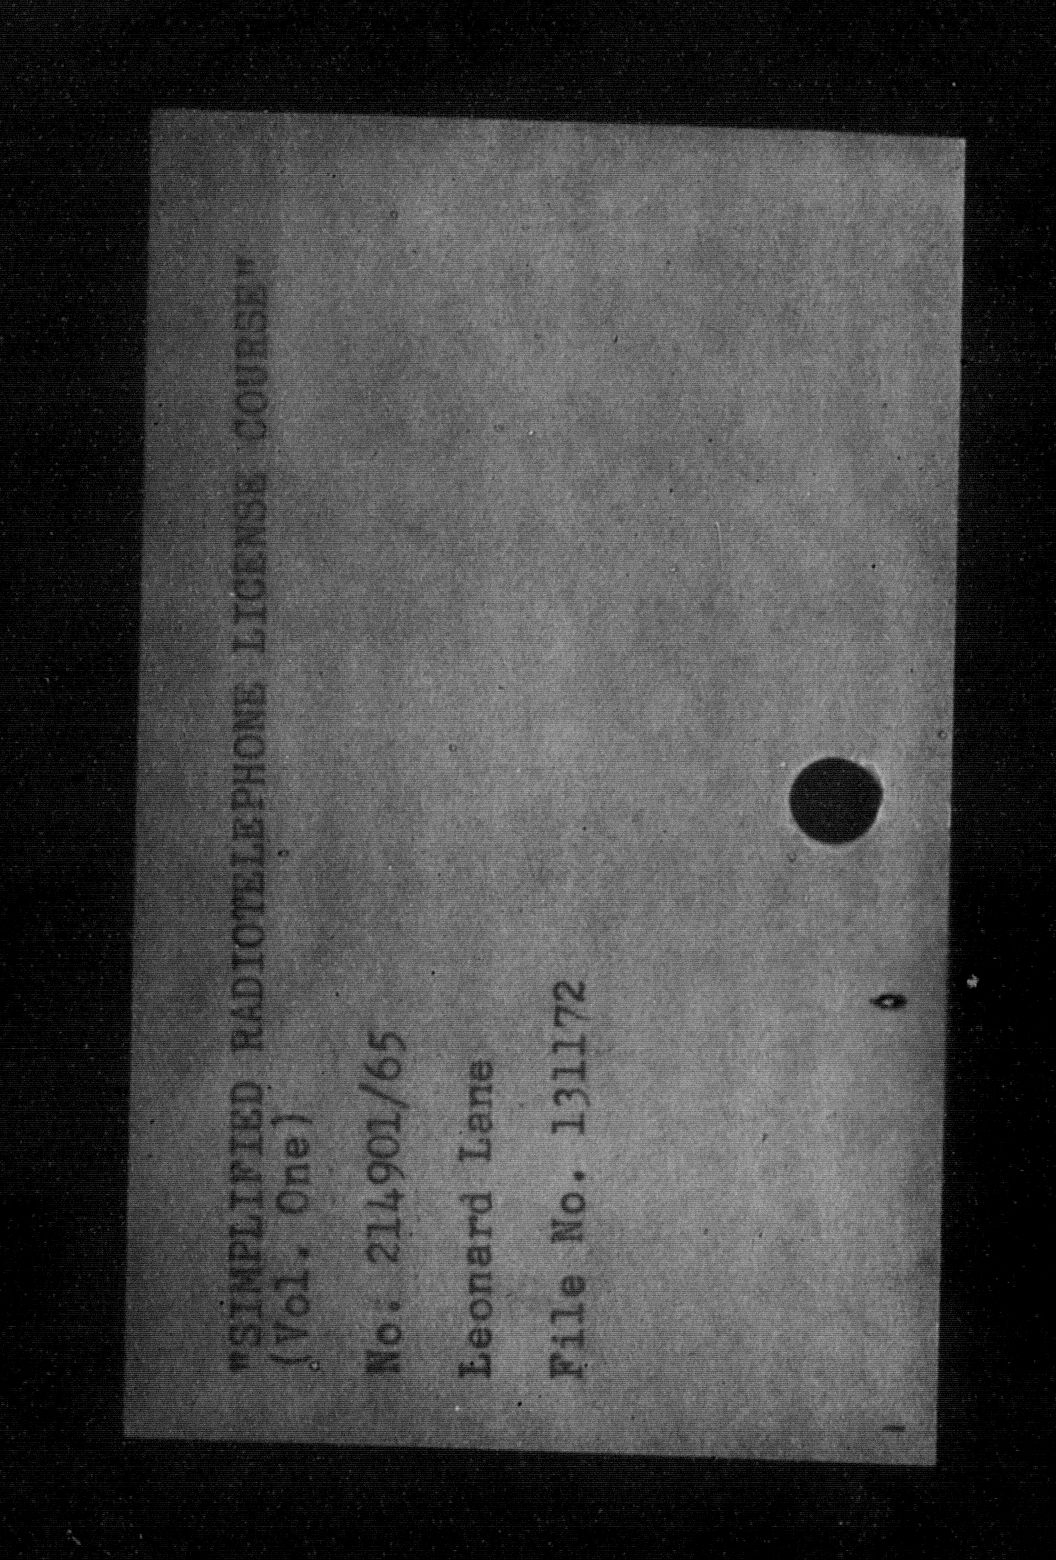 "SIMPLIFIED RADIOTELEPHONE LICENSE COURSE"
(Vol. One)
No. 214901/65
Leonard Lane
File No. 131172